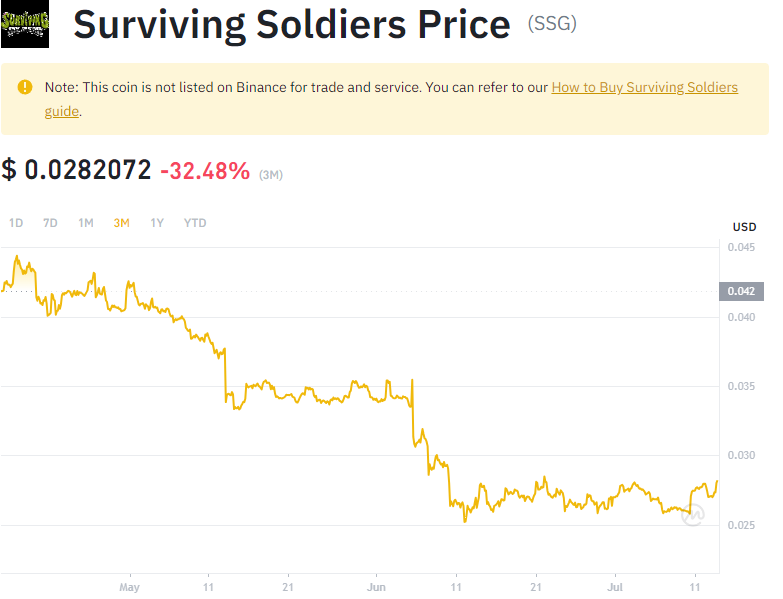 SURVIVING
Surviving Soldiers Price (SSG)
Note: This coin is not listed on Binance for trade and service. You can refer to our How to Buy Surviving Soldiers
guide.
$ 0.0282072 -32.48% (3M)
1D 7D 1M 3M 1Y YTD
USD
0.045
0.042
0.040
0.035
0.030
0.025
May 11 21 Jun 11 21 Jul 11